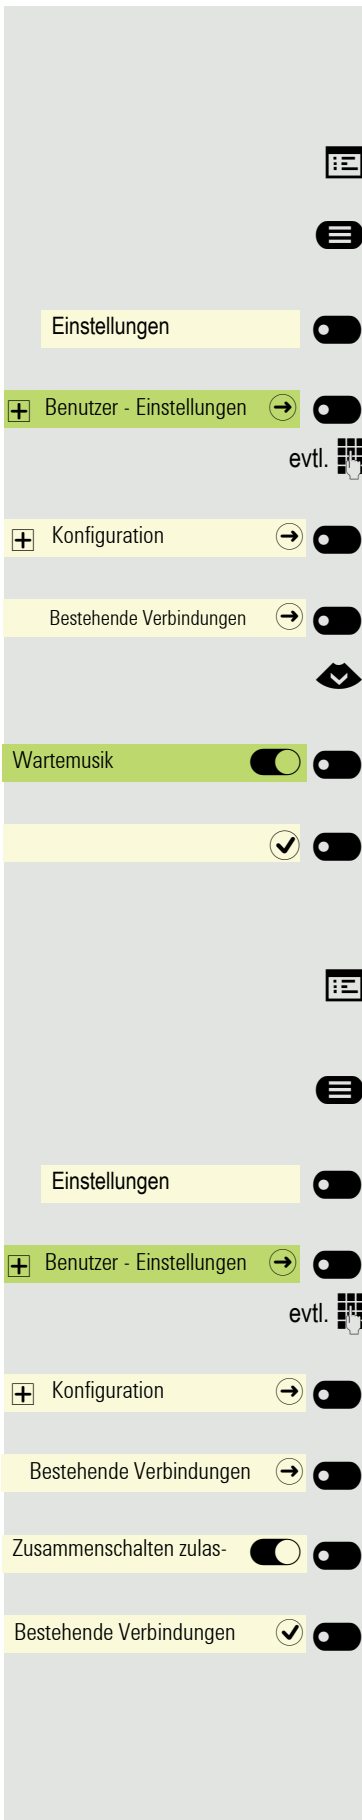 Einstellungen
Benutzer - Einstellungen
evtl.
Konfiguration
Bestehende Verbindungen
Wartemusik
Einstellungen
Benutzer - Einstellungen
evtl.
Konfiguration
Bestehende Verbindungen
Zusammenschalten zulas-
Bestehende Verbindungen